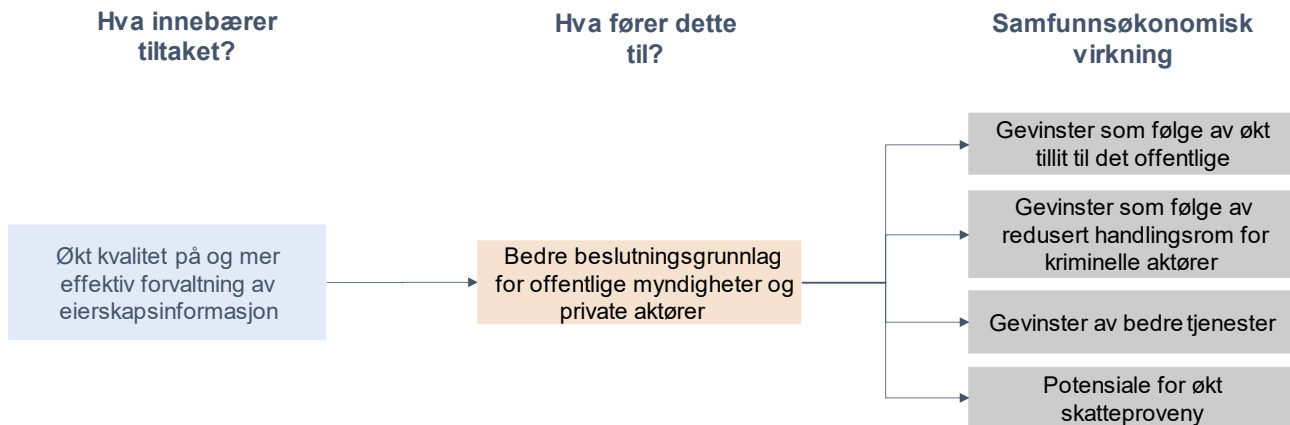 Hva innebærer
tiltaket?
Hva fører dette
til?
Samfunnsøkonomisk
virkning
Økt kvalitet på og mer
effektiv forvaltning av
eierskapsinformasjon
Bedre beslutningsgrunnlag
for offentlige myndigheter og
private aktører
Gevinster som følge av økt
tillit til det offentlige
Gevinster som følge av
redusert handlingsrom for
kriminelle aktører
Gevinster av bedre tjenester
Potensiale for økt
skatteproveny